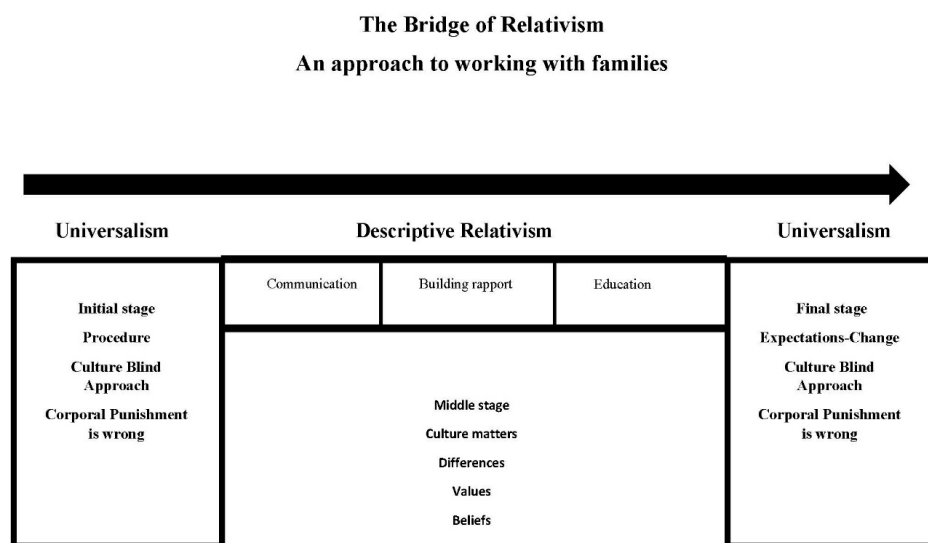 The Bridge of Relativism
An approach to working with families
Universalism
Descriptive Relativism
Universalism
Initial stage
Procedure
Culture Blind
Approach
Corporal Punishment
is wrong
Communication
Building rapport
Education
Middle stage
Culture matters
Differences
Values
Beliefs
Final stage
Expectations-Change
Culture Blind
Approach
Corporal Punishment
is wrong